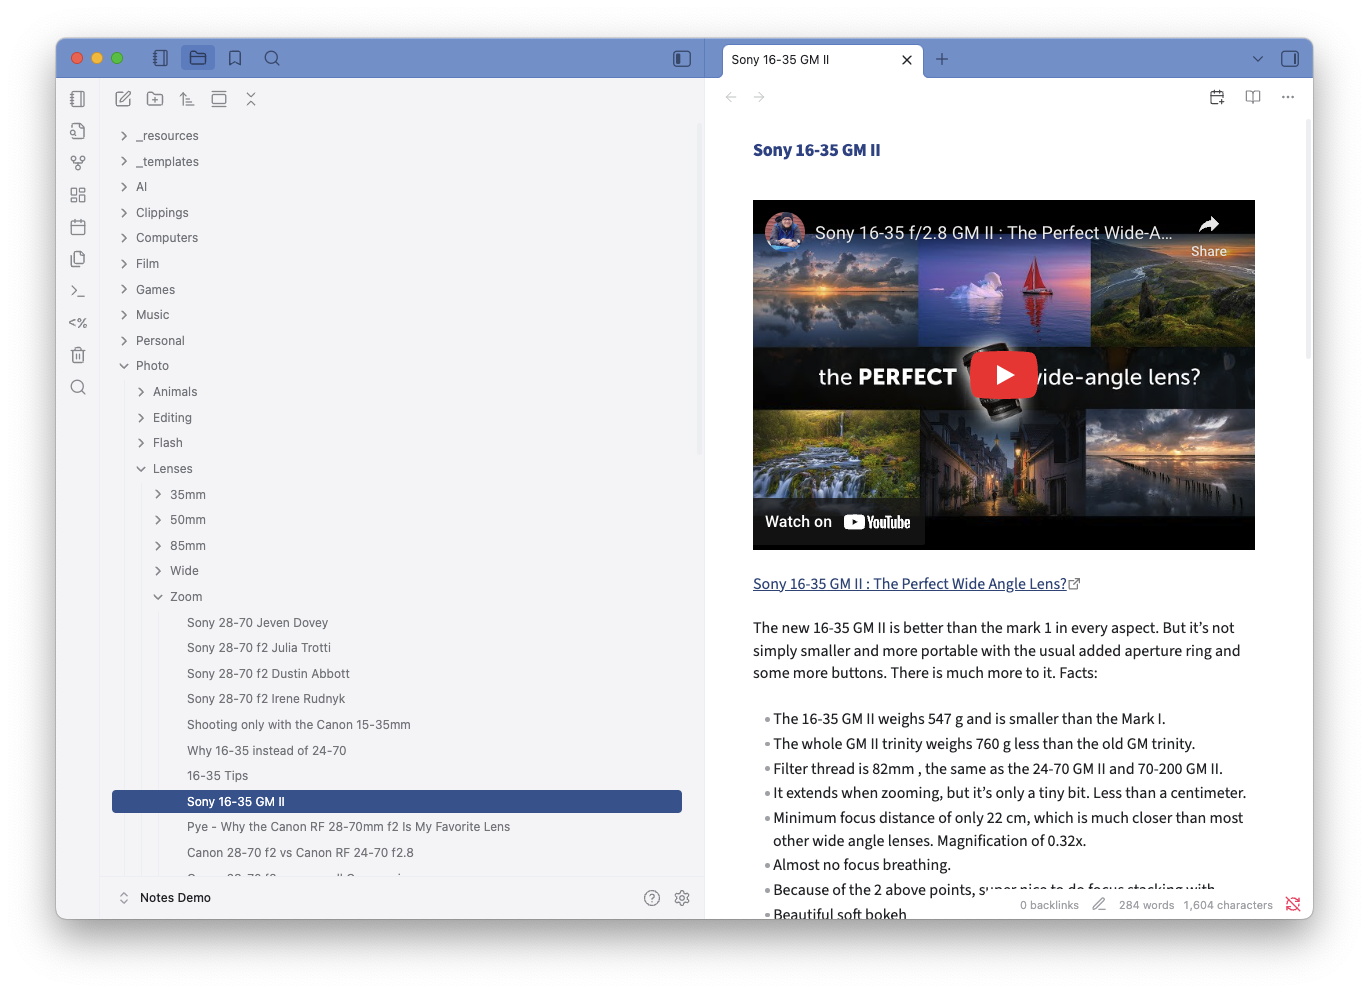 Sony 16-35 GM II
_resources
_templates
AI
Clippings
Computers
Film
Games
Music
Personal
Photo
Animals
Editing
Flash
Lenses
35mm
50mm
85mm
Wide
Zoom
Sony 28-70 Jeven Dovey
Sony 28-70 f2 Julia Trotti
Sony 28-70 f2 Dustin Abbott
Sony 28-70 f2 Irene Rudnyk
Shooting only with the Canon 15-35mm
Why 16-35 instead of 24-70
16-35 Tips
Sony 16-35 GM II
Pye - Why the Canon RF 28-70mm f2 Is My Favorite Lens
Canon 28-70 f2 vs Canon RF 24-70 f2.8
Notes Demo
Sony 16-35 GM II
Sony 16-35 f/2.8 GM II : The Perfect Wide-A...
Share
the PERFECT wide-angle lens?
Watch on YouTube
Sony 16-35 GM II : The Perfect Wide Angle Lens?
The new 16-35 GM II is better than the mark 1 in every aspect. But it’s not
simply smaller and more portable with the usual added aperture ring and
some more buttons. There is much more to it. Facts:
The 16-35 GM II weighs 547 g and is smaller than the Mark I.
The whole GM II trinity weighs 760 g less than the old GM trinity.
Filter thread is 82mm , the same as the 24-70 GM II and 70-200 GM II.
It extends when zooming, but it’s only a tiny bit. Less than a centimeter.
Minimum focus distance of only 22 cm, which is much closer than most
other wide angle lenses. Magnification of 0.32x.
Almost no focus breathing.
Because of the 2 above points, super nice to do focus stacking with
Beautiful soft bokeh
0 backlinks 284 words 1,604 characters